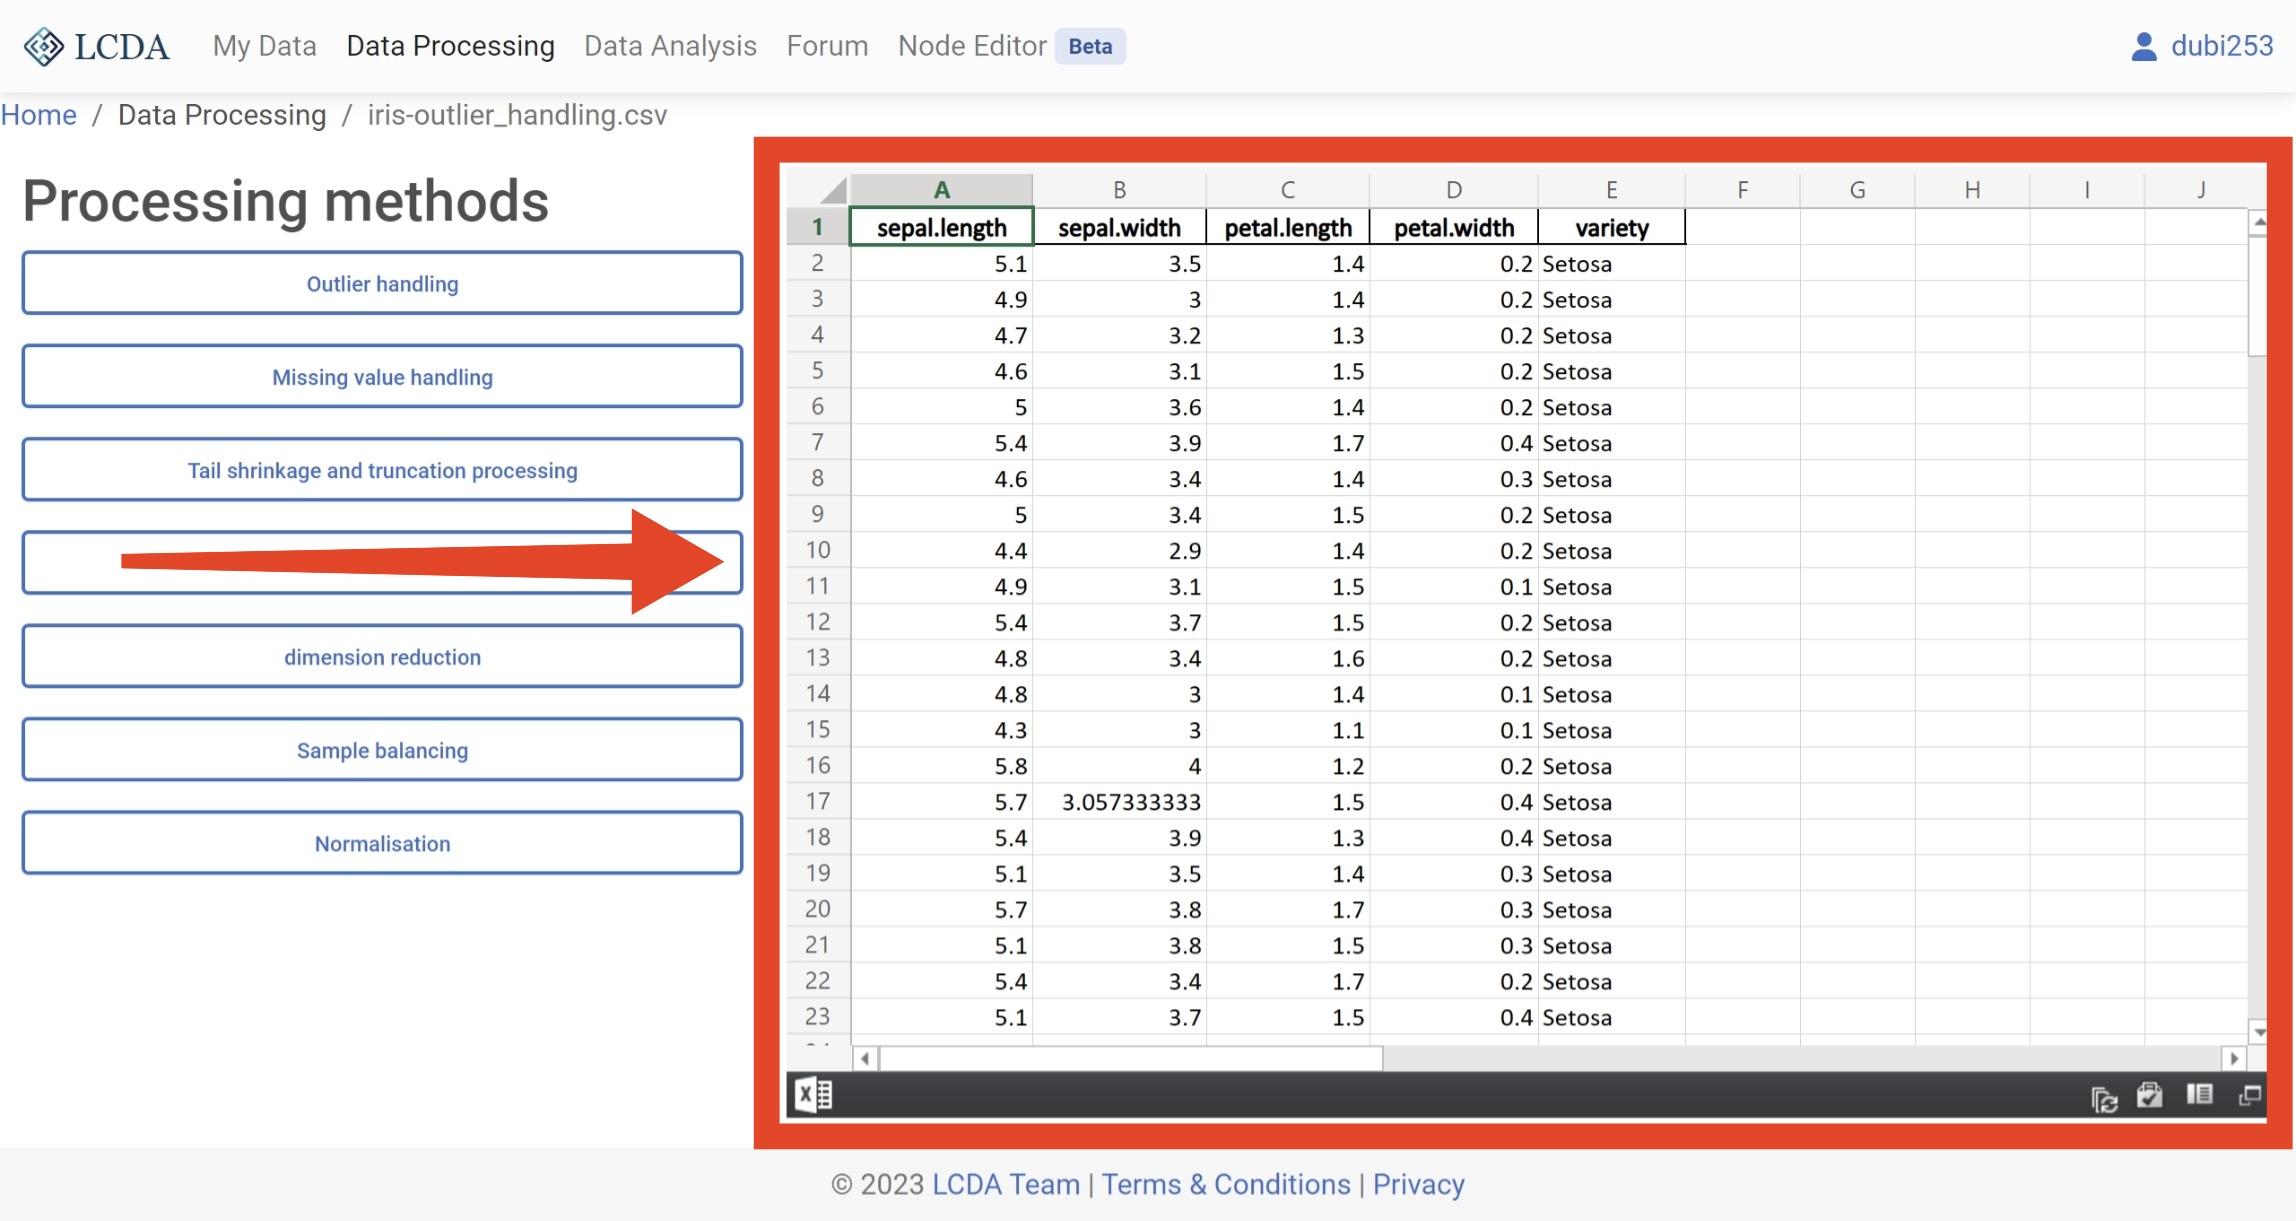 LCDA My Data Data Processing Data Analysis Forum Node Editor Beta dubi253
Home / Data Processing / iris-outlier_handling.csv
Processing methods
Outlier handling
Missing value handling
Tail shrinkage and truncation processing
dimension reduction
Sample balancing
Normalisation
A B C D E F G H I J
1 sepal.length sepal.width petal.length petal.width variety
2 5.1 3.5 1.4 0.2 Setosa
3 4.9 3 1.4 0.2 Setosa
4 4.7 3.2 1.3 0.2 Setosa
5 4.6 3.1 1.5 0.2 Setosa
6 5 3.6 1.4 0.2 Setosa
7 5.4 3.9 1.7 0.4 Setosa
8 4.6 3.4 1.4 0.3 Setosa
9 5 3.4 1.5 0.2 Setosa
10 4.4 2.9 1.4 0.2 Setosa
11 4.9 3.1 1.5 0.1 Setosa
12 5.4 3.7 1.5 0.2 Setosa
13 4.8 3.4 1.6 0.2 Setosa
14 4.8 3 1.4 0.1 Setosa
15 4.3 3 1.1 0.1 Setosa
16 5.8 4 1.2 0.2 Setosa
17 5.7 3.057333333 1.5 0.4 Setosa
18 5.4 3.9 1.3 0.4 Setosa
19 5.1 3.5 1.4 0.3 Setosa
20 5.7 3.8 1.7 0.3 Setosa
21 5.1 3.8 1.5 0.3 Setosa
22 5.4 3.4 1.7 0.2 Setosa
23 5.1 3.7 1.5 0.4 Setosa
© 2023 LCDA Team | Terms & Conditions | Privacy